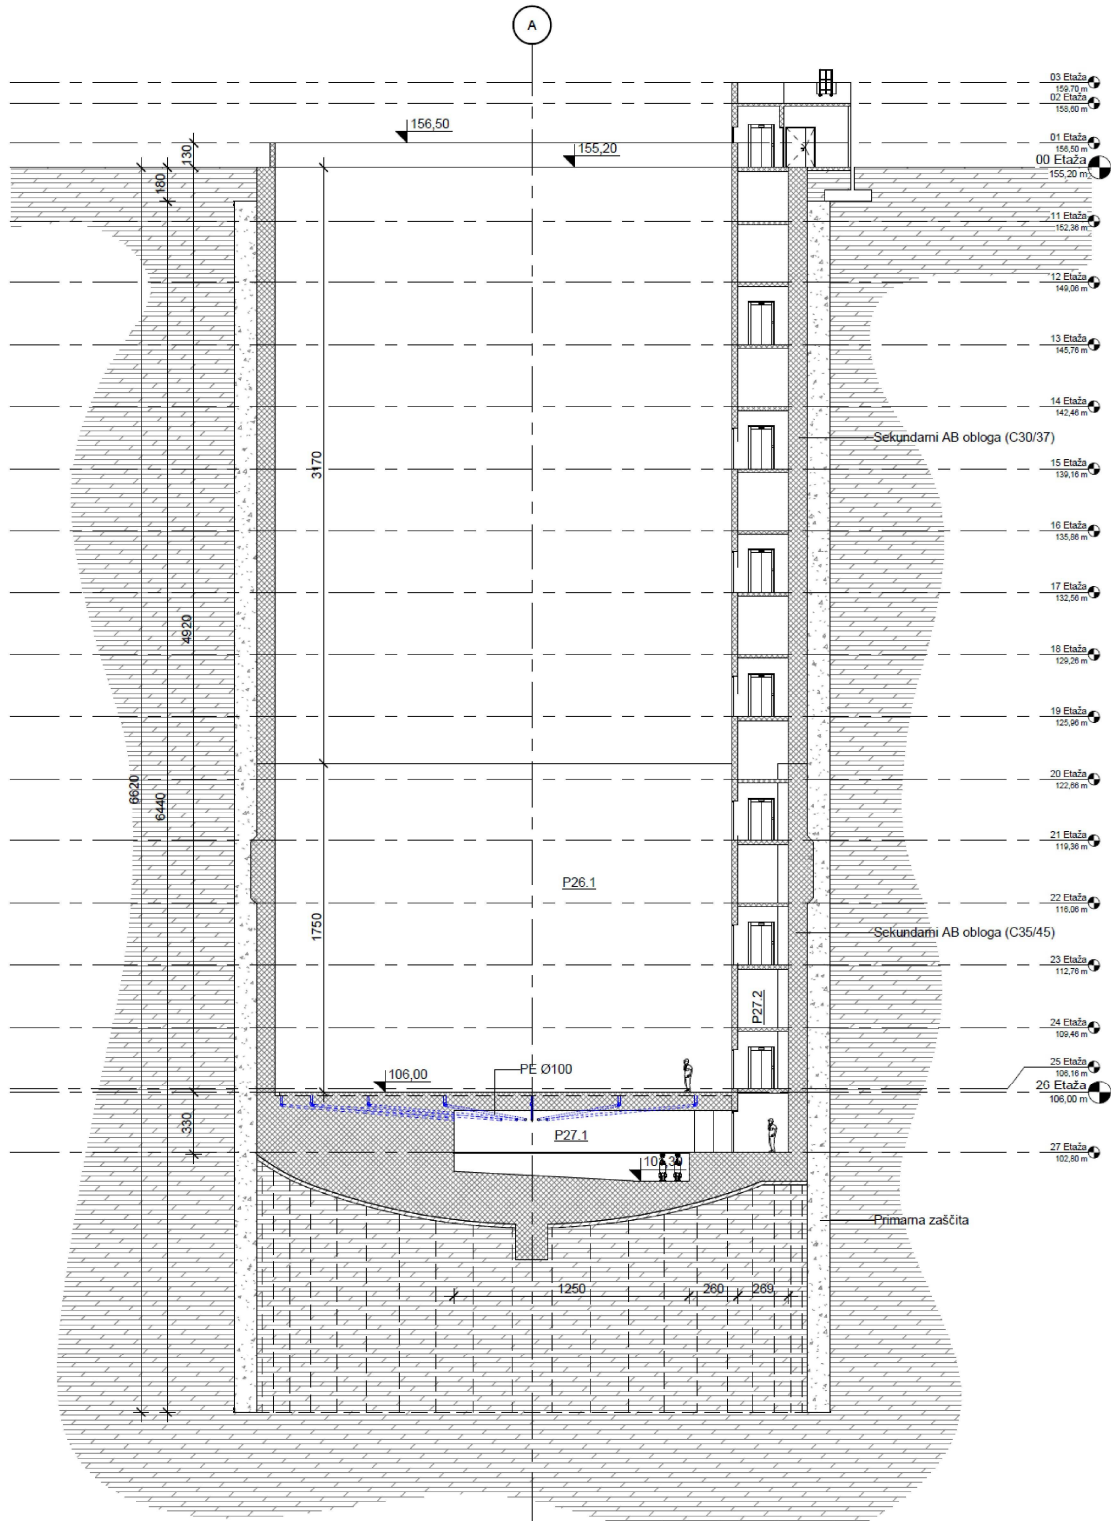 A
03 Etaža
159,70 m
02 Etaža
158,60 m
156,50
01 Etaža
156,50 m
130
155,20
00 Etaža
155,20 m
180
11 Etaža
152,36 m
12 Etaža
149,06 m
13 Etaža
145,76 m
14 Etaža
142,46 m
Sekundarni AB obloga (C30/37)
3170
15 Etaža
139,16 m
16 Etaža
135,86 m
17 Etaža
132,56 m
4920
18 Etaža
129,26 m
19 Etaža
125,96 m
20 Etaža
122,66 m
6620
6440
21 Etaža
119,36 m
P26.1
22 Etaža
116,06 m
1750
Sekundarni AB obloga (C35/45)
23 Etaža
112,76 m
P27.2
24 Etaža
109,46 m
25 Etaža
106,16 m
106,00
PE Ø100
26 Etaža
106,00 m
330
P27.1
27 Etaža
102,80 m
Primarna zaščita
1250
260
269